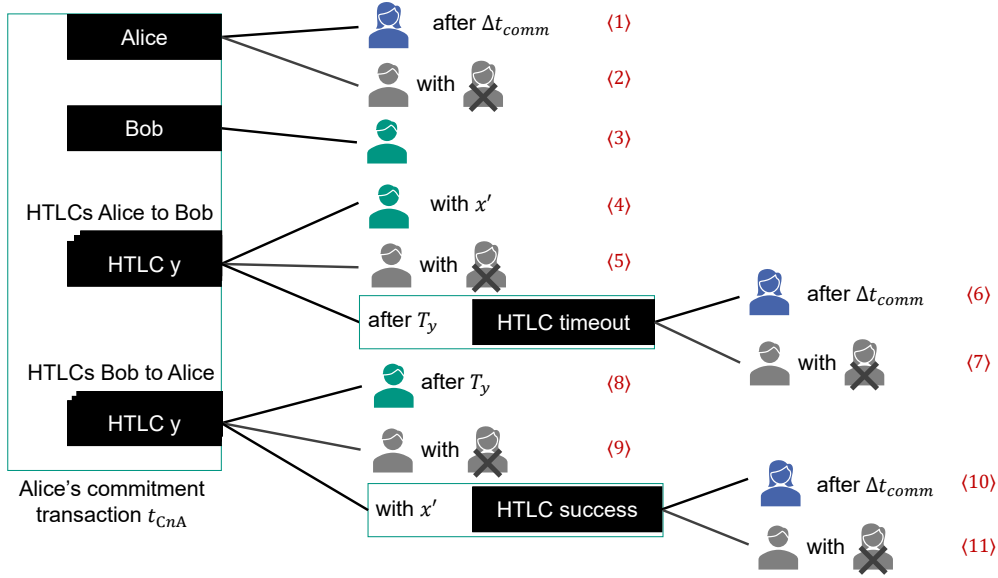 Alice
after Δt_comm
⟨1⟩
with
⟨2⟩
Bob
⟨3⟩
HTLCs Alice to Bob
HTLC y
with x′
⟨4⟩
with
⟨5⟩
after T_y
HTLC timeout
after Δt_comm
⟨6⟩
with
⟨7⟩
HTLCs Bob to Alice
HTLC y
after T_y
⟨8⟩
with
⟨9⟩
with x′
HTLC success
after Δt_comm
⟨10⟩
with
⟨11⟩
Alice’s commitment
transaction t_CnA